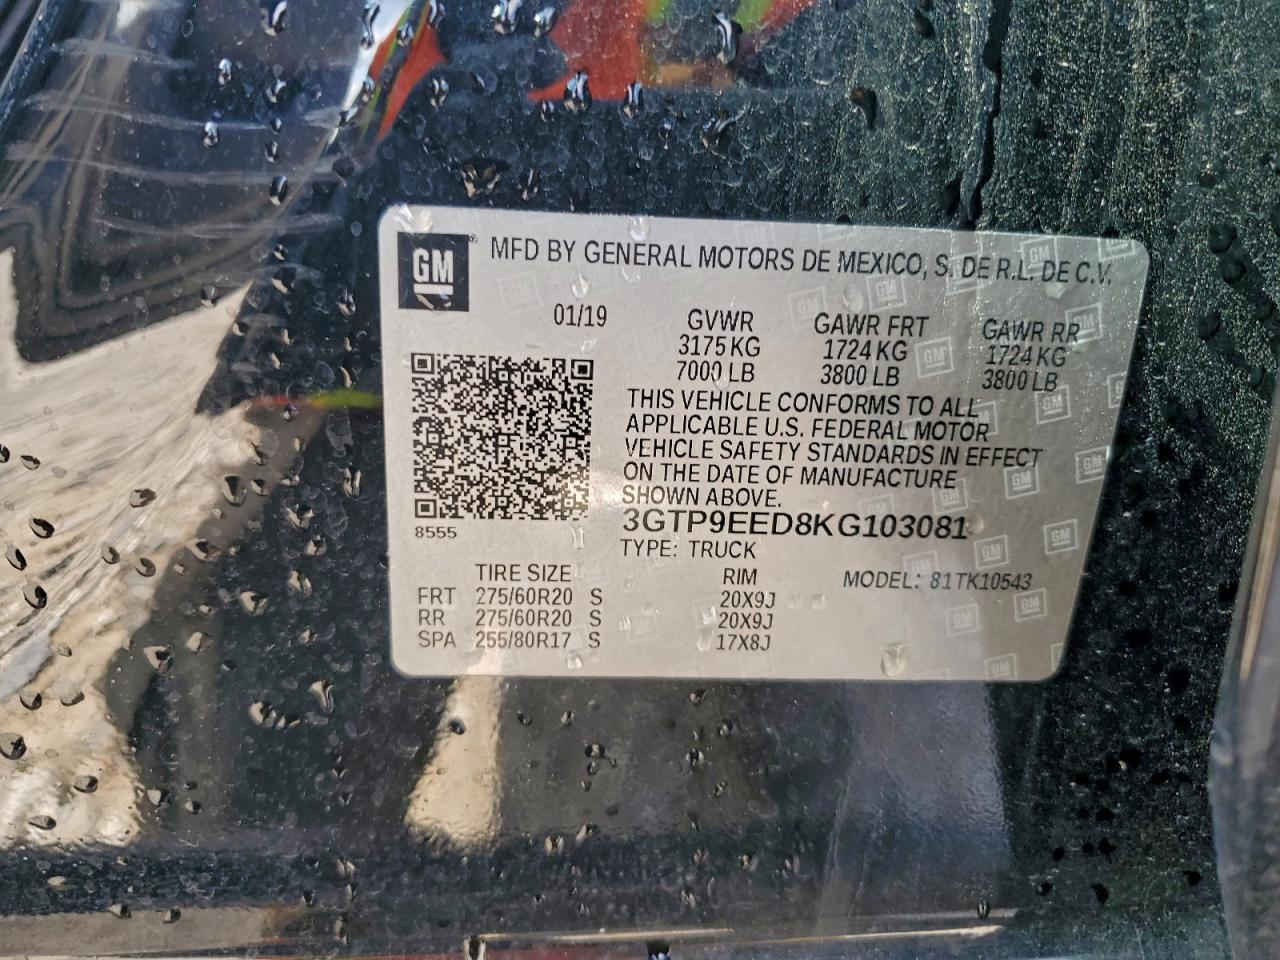 GM MFD BY GENERAL MOTORS DE MEXICO, S. DE R.L. DE C.V.
01/19 GVWR GAWR FRT GAWR RR
3175 KG 1724 KG 1724 KG
7000 LB 3800 LB 3800 LB
THIS VEHICLE CONFORMS TO ALL
APPLICABLE U.S. FEDERAL MOTOR
VEHICLE SAFETY STANDARDS IN EFFECT
ON THE DATE OF MANUFACTURE
SHOWN ABOVE.
3GTP9EED8KG103081
8555
TYPE: TRUCK
TIRE SIZE RIM MODEL: 81TK10543
FRT 275/60R20 S 20X9J
RR 275/60R20 S 20X9J
SPA 255/80R17 S 17X8J